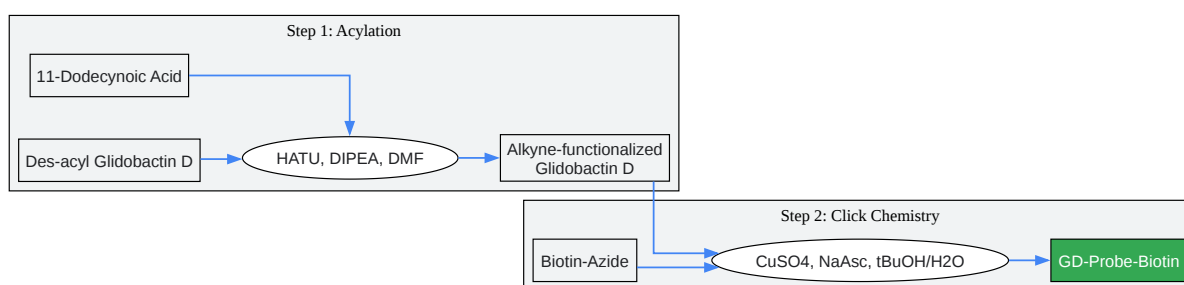 Step 1: Acylation
11-Dodecynoic Acid
Des-acyl Glidobactin D
HATU, DIPEA, DMF
Alkyne-functionalized
Glidobactin D
Step 2: Click Chemistry
Biotin-Azide
CuSO4, NaAsc, tBuOH/H2O
GD-Probe-Biotin